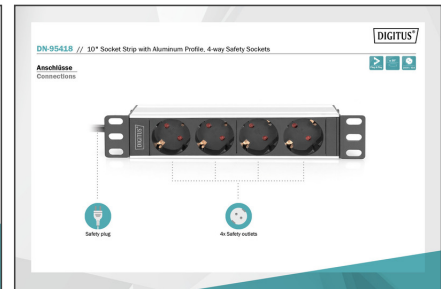 DIGITUS®
DN-95418 // 10" Socket Strip with Aluminum Profile, 4-way Safety Sockets
Anschlüsse
Connections
DIGITUS
Safety plug
4x Safety outlets